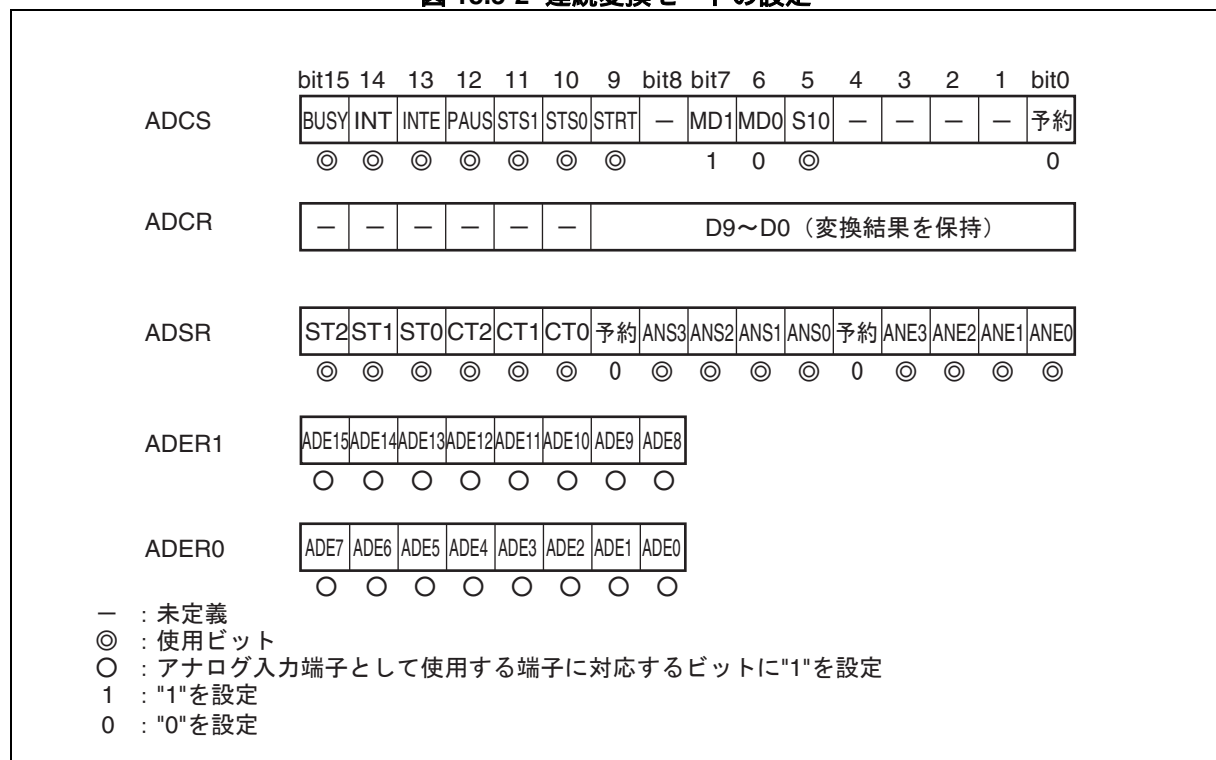 図 18.5-2 連続変換モードの設定
bit15 14 13 12 11 10 9 bit8 bit7 6 5 4 3 2 1 bit0
ADCS BUSY INT INTE PAUS STS1 STS0 STRT － MD1 MD0 S10 － － － － 予約
◎ ◎ ◎ ◎ ◎ ◎ ◎ 1 0 ◎ 0
ADCR － － － － － － D9～D0（変換結果を保持）
ADSR ST2 ST1 ST0 CT2 CT1 CT0 予約 ANS3 ANS2 ANS1 ANS0 予約 ANE3 ANE2 ANE1 ANE0
◎ ◎ ◎ ◎ ◎ ◎ 0 ◎ ◎ ◎ ◎ 0 ◎ ◎ ◎ ◎
ADER1 ADE15 ADE14 ADE13 ADE12 ADE11 ADE10 ADE9 ADE8
○ ○ ○ ○ ○ ○ ○ ○
ADER0 ADE7 ADE6 ADE5 ADE4 ADE3 ADE2 ADE1 ADE0
○ ○ ○ ○ ○ ○ ○ ○
－ : 未定義
◎ : 使用ビット
○ : アナログ入力端子として使用する端子に対応するビットに"1"を設定
1 : "1"を設定
0 : "0"を設定